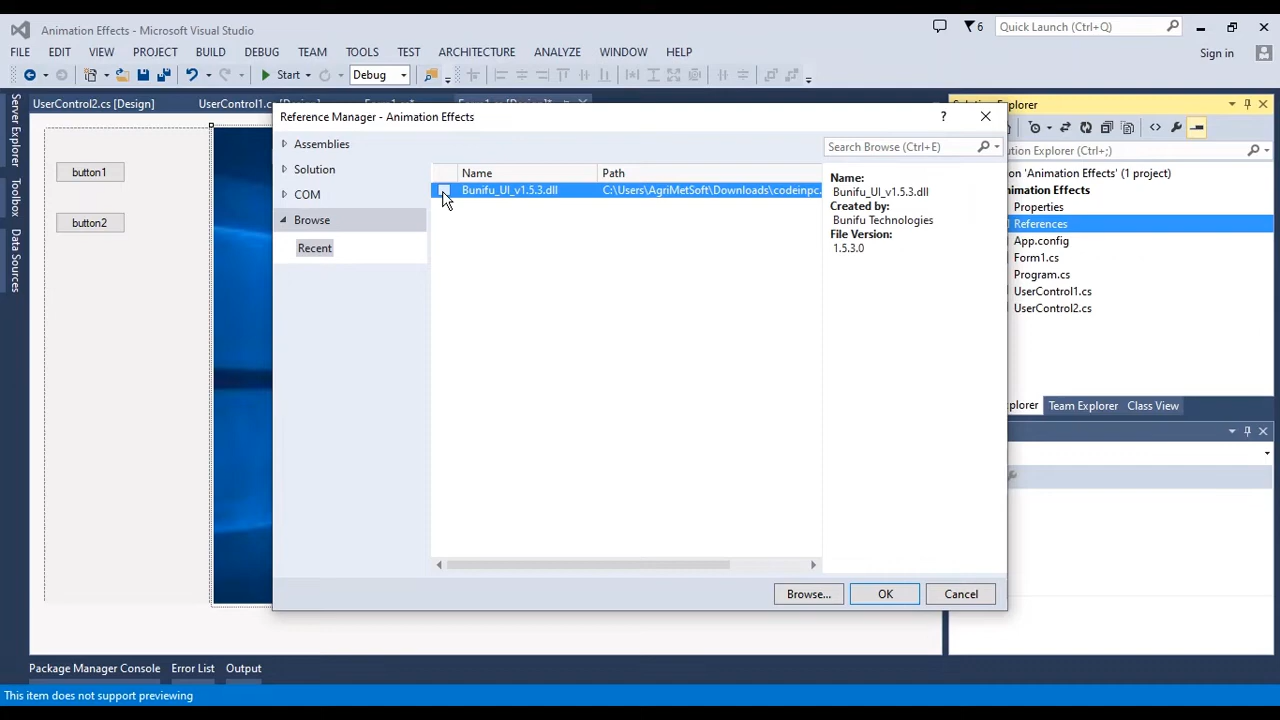 Animation Effects - Microsoft Visual Studio
6
Quick Launch (Ctrl+Q)
FILE EDIT VIEW PROJECT BUILD DEBUG TEAM TOOLS TEST ARCHITECTURE ANALYZE WINDOW HELP
Sign in
Start
Debug
UserControl2.cs [Design]
Server Explorer
Toolbox
Data Sources
button1
button2
Reference Manager - Animation Effects
?
Assemblies
Solution
COM
Browse
Recent
Search Browse (Ctrl+E)
Name Path
Bunifu_UI_v1.5.3.dll C:\Users\AgriMetSoft\Downloads\codeinpc.
Name:
Bunifu_UI_v1.5.3.dll
Created by:
Bunifu Technologies
File Version:
1.5.3.0
Browse... OK Cancel
Explorer (Ctrl+;)
'Animation Effects' (1 project)
Properties
References
App.config
Form1.cs
Program.cs
UserControl1.cs
UserControl2.cs
Team Explorer Class View
Package Manager Console Error List Output
This item does not support previewing